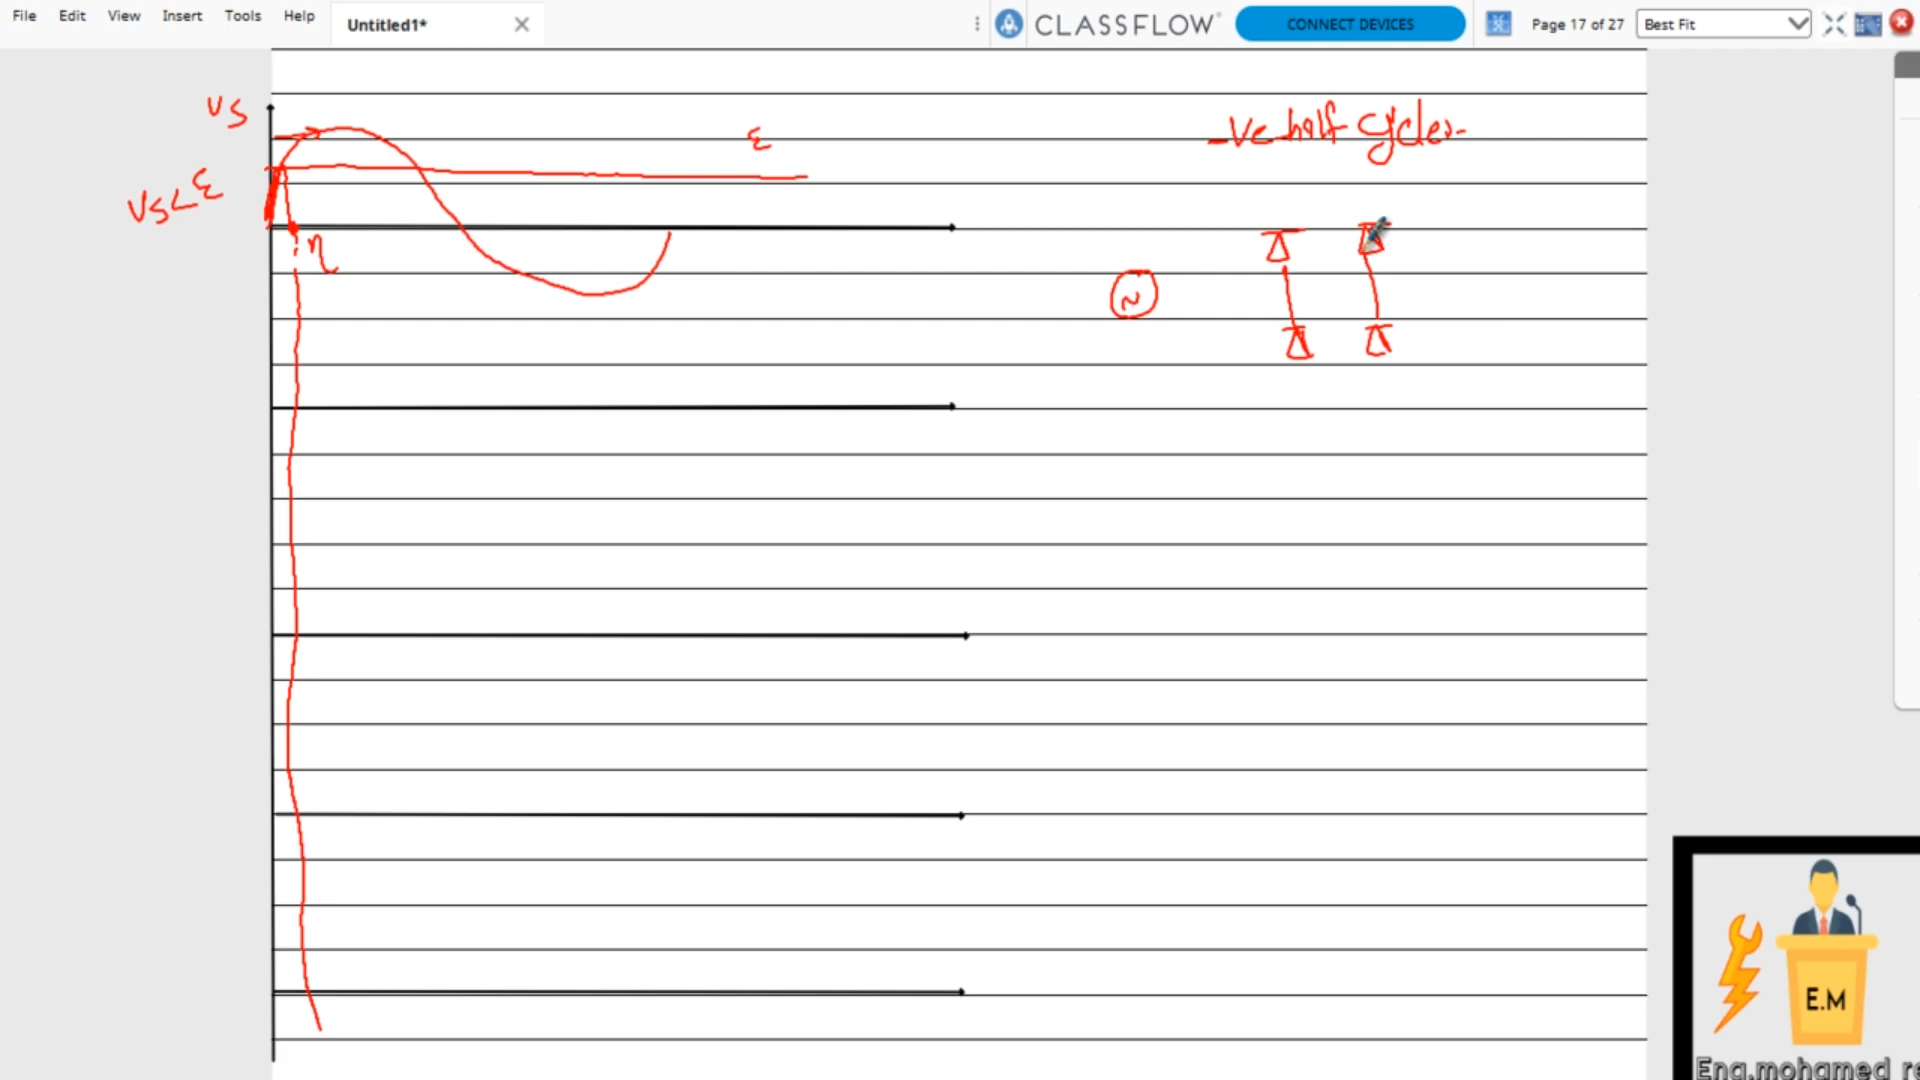 File Edit View Insert Tools Help
Untitled1*
CLASSFLOW
CONNECT DEVICES
Page 17 of 27
Best Fit
vs
ε
-ve half cycle
vs<ε
η
~
E.M
Eng.mohamed re